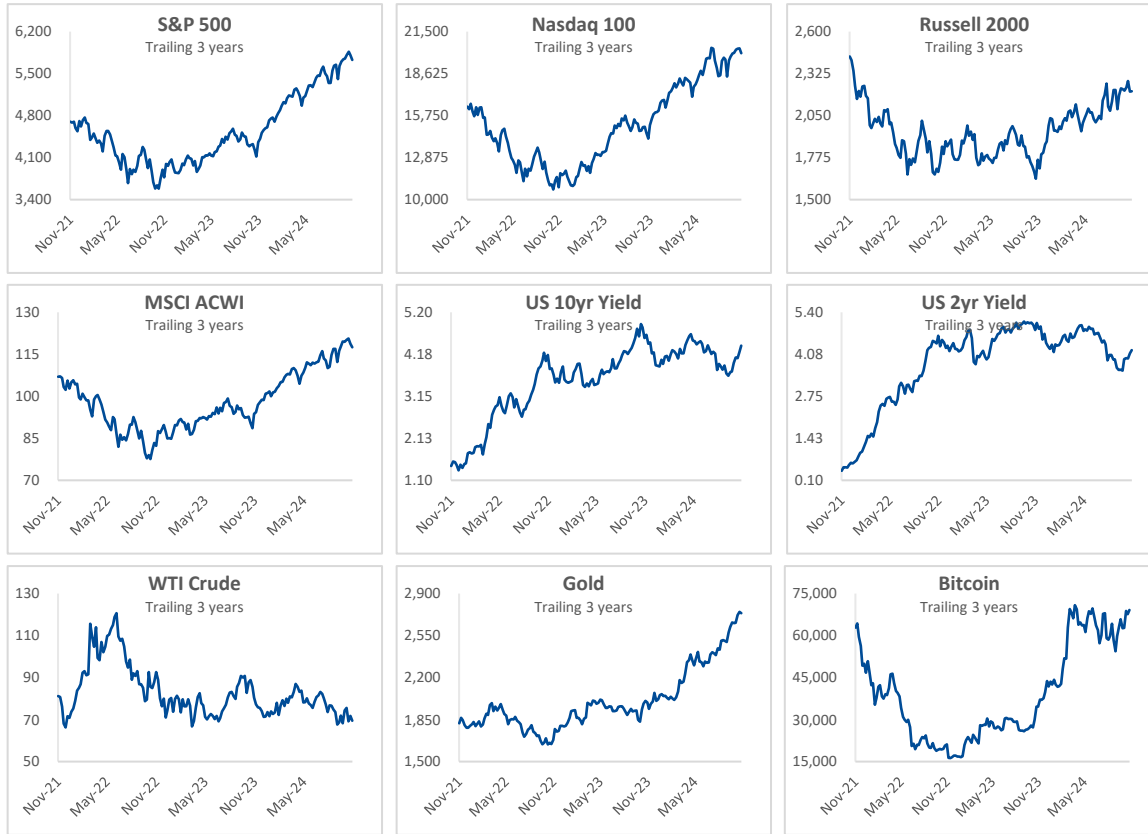 S&P 500
Trailing 3 years
6,200
5,500
4,800
4,100
3,400
Nov-21
May-22
Nov-22
May-23
Nov-23
May-24
Nasdaq 100
Trailing 3 years
21,500
18,625
15,750
12,875
10,000
Nov-21
May-22
Nov-22
May-23
Nov-23
May-24
Russell 2000
Trailing 3 years
2,600
2,325
2,050
1,775
1,500
Nov-21
May-22
Nov-22
May-23
Nov-23
May-24
MSCI ACWI
Trailing 3 years
130
115
100
85
70
Nov-21
May-22
Nov-22
May-23
Nov-23
May-24
US 10yr Yield
Trailing 3 years
5.20
4.18
3.15
2.13
1.10
Nov-21
May-22
Nov-22
May-23
Nov-23
May-24
US 2yr Yield
Trailing 3 years
5.40
4.08
2.75
1.43
0.10
Nov-21
May-22
Nov-22
May-23
Nov-23
May-24
WTI Crude
Trailing 3 years
130
110
90
70
50
Nov-21
May-22
Nov-22
May-23
Nov-23
May-24
Gold
Trailing 3 years
2,900
2,550
2,200
1,850
1,500
Nov-21
May-22
Nov-22
May-23
Nov-23
May-24
Bitcoin
Trailing 3 years
75,000
60,000
45,000
30,000
15,000
Nov-21
May-22
Nov-22
May-23
Nov-23
May-24